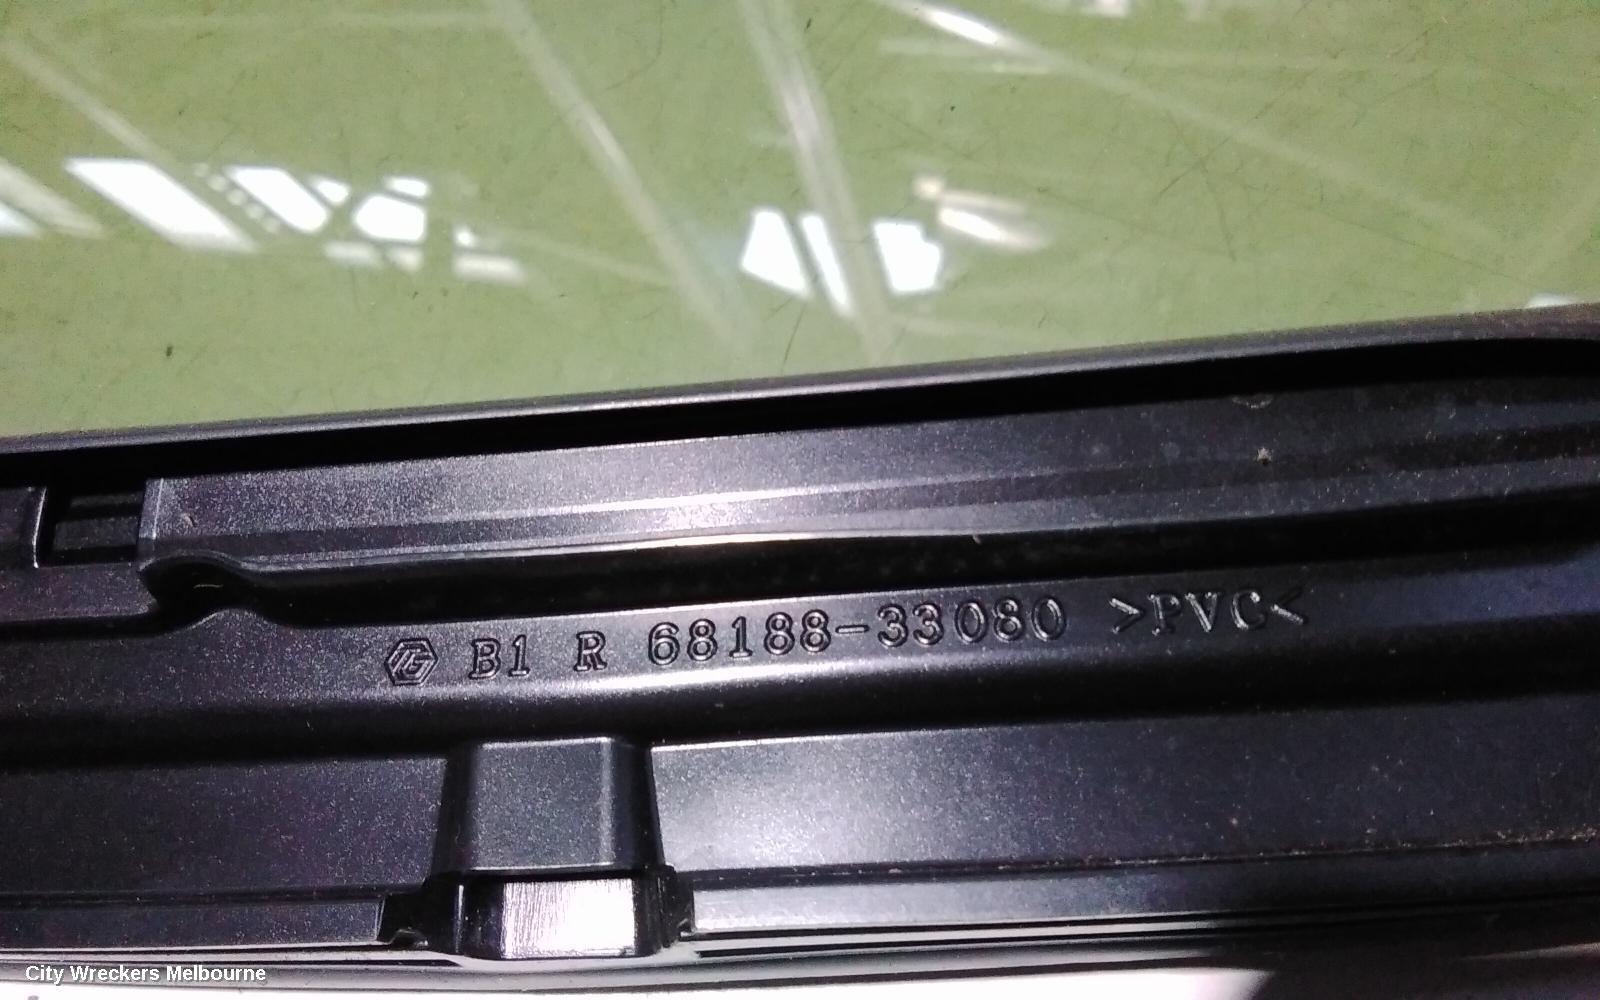 B1 R 68188-33080 >PVC<
City Wreckers Melbourne